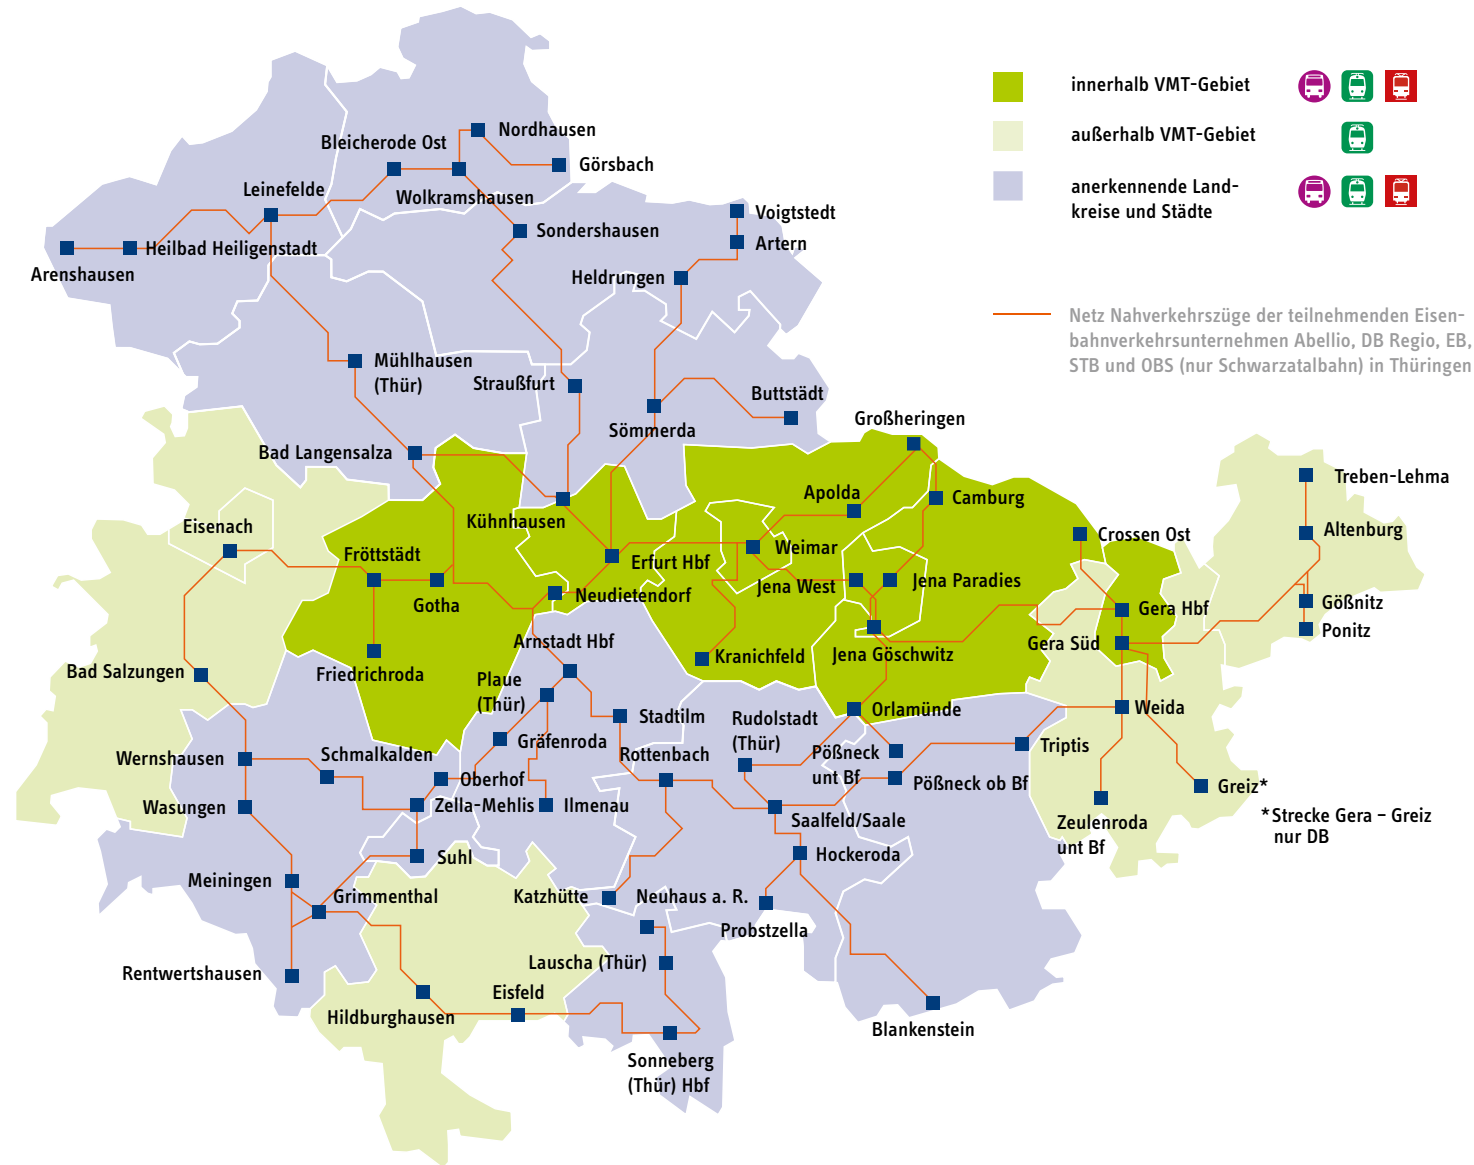 innerhalb VMT-Gebiet
außerhalb VMT-Gebiet
anerkennende Land-
kreise und Städte
Netz Nahverkehrszüge der teilnehmenden Eisen-
bahnverkehrsunternehmen Abellio, DB Regio, EB,
STB und OBS (nur Schwarzatalbahn) in Thüringen
Nordhausen
Bleicherode Ost
Görsbach
Leinefelde
Wolkramshausen
Voigtstedt
Sondershausen
Artern
Heilbad Heiligenstadt
Arenshausen
Heldrungen
Mühlhausen
(Thür)
Straußfurt
Buttstädt
Großheringen
Sömmerda
Bad Langensalza
Treben-Lehma
Apolda
Camburg
Kühnhausen
Eisenach
Altenburg
Crossen Ost
Fröttstädt
Weimar
Erfurt Hbf
Jena West
Jena Paradies
Gotha
Neudietendorf
Gößnitz
Gera Hbf
Ponitz
Arnstadt Hbf
Gera Süd
Kranichfeld
Jena Göschwitz
Friedrichroda
Bad Salzungen
Plaue
(Thür)
Orlamünde
Weida
Stadtilm
Rudolstadt
(Thür)
Gräfenroda
Triptis
Wernshausen
Schmalkalden
Rottenbach
Pößneck
unt Bf
Oberhof
Pößneck ob Bf
Greiz*
Wasungen
Zella-Mehlis
Ilmenau
*Strecke Gera – Greiz
nur DB
Saalfeld/Saale
Zeulenroda
unt Bf
Suhl
Hockeroda
Meiningen
Grimmenthal
Katzhütte
Neuhaus a. R.
Probstzella
Rentwertshausen
Lauscha (Thür)
Eisfeld
Hildburghausen
Blankenstein
Sonneberg
(Thür) Hbf